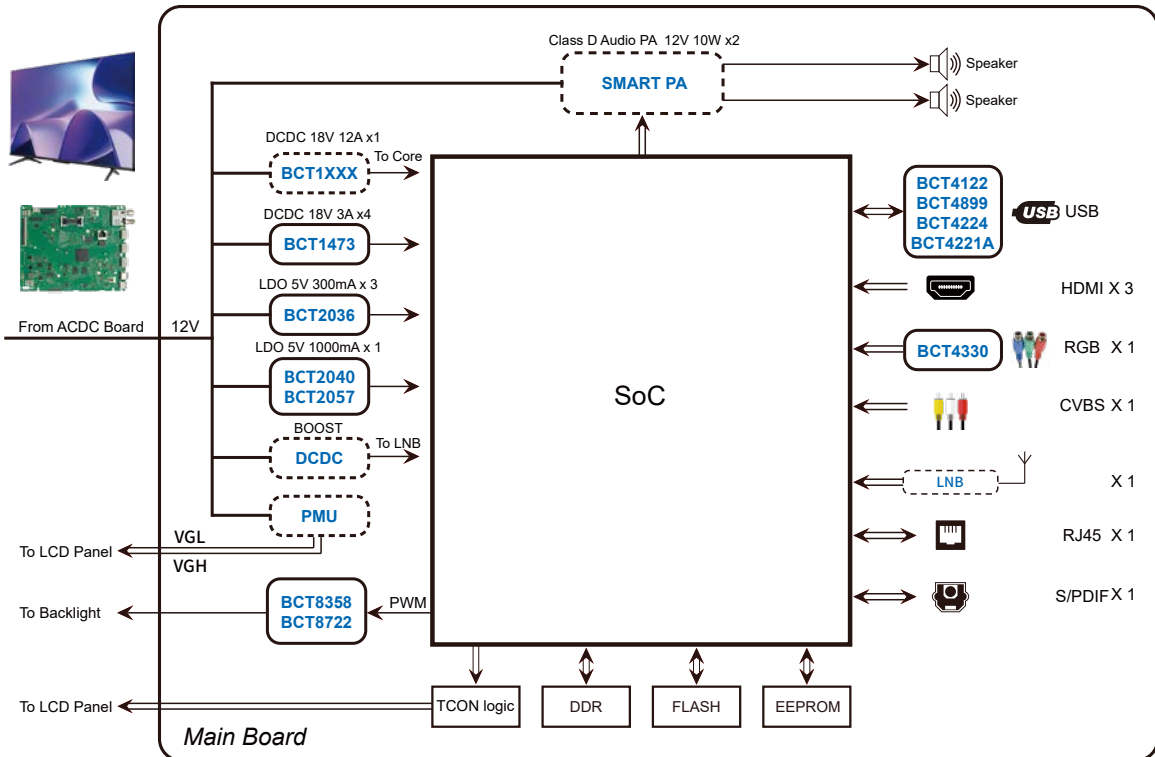 Class D Audio PA 12V 10W x2
SMART PA
Speaker
Speaker
DCDC 18V 12A x1
To Core
BCT1XXX
DCDC 18V 3A x4
BCT1473
LDO 5V 300mA x 3
BCT2036
From ACDC Board
12V
LDO 5V 1000mA x 1
BCT2040
BCT2057
BOOST
To LNB
DCDC
PMU
VGL
To LCD Panel
VGH
BCT8358
BCT8722
PWM
To Backlight
SoC
BCT4122
BCT4899
BCT4224
BCT4221A
USB USB
HDMI X 3
BCT4330
RGB X 1
CVBS X 1
LNB
X 1
RJ45 X 1
S/PDIF X 1
To LCD Panel
TCON logic
DDR
FLASH
EEPROM
Main Board